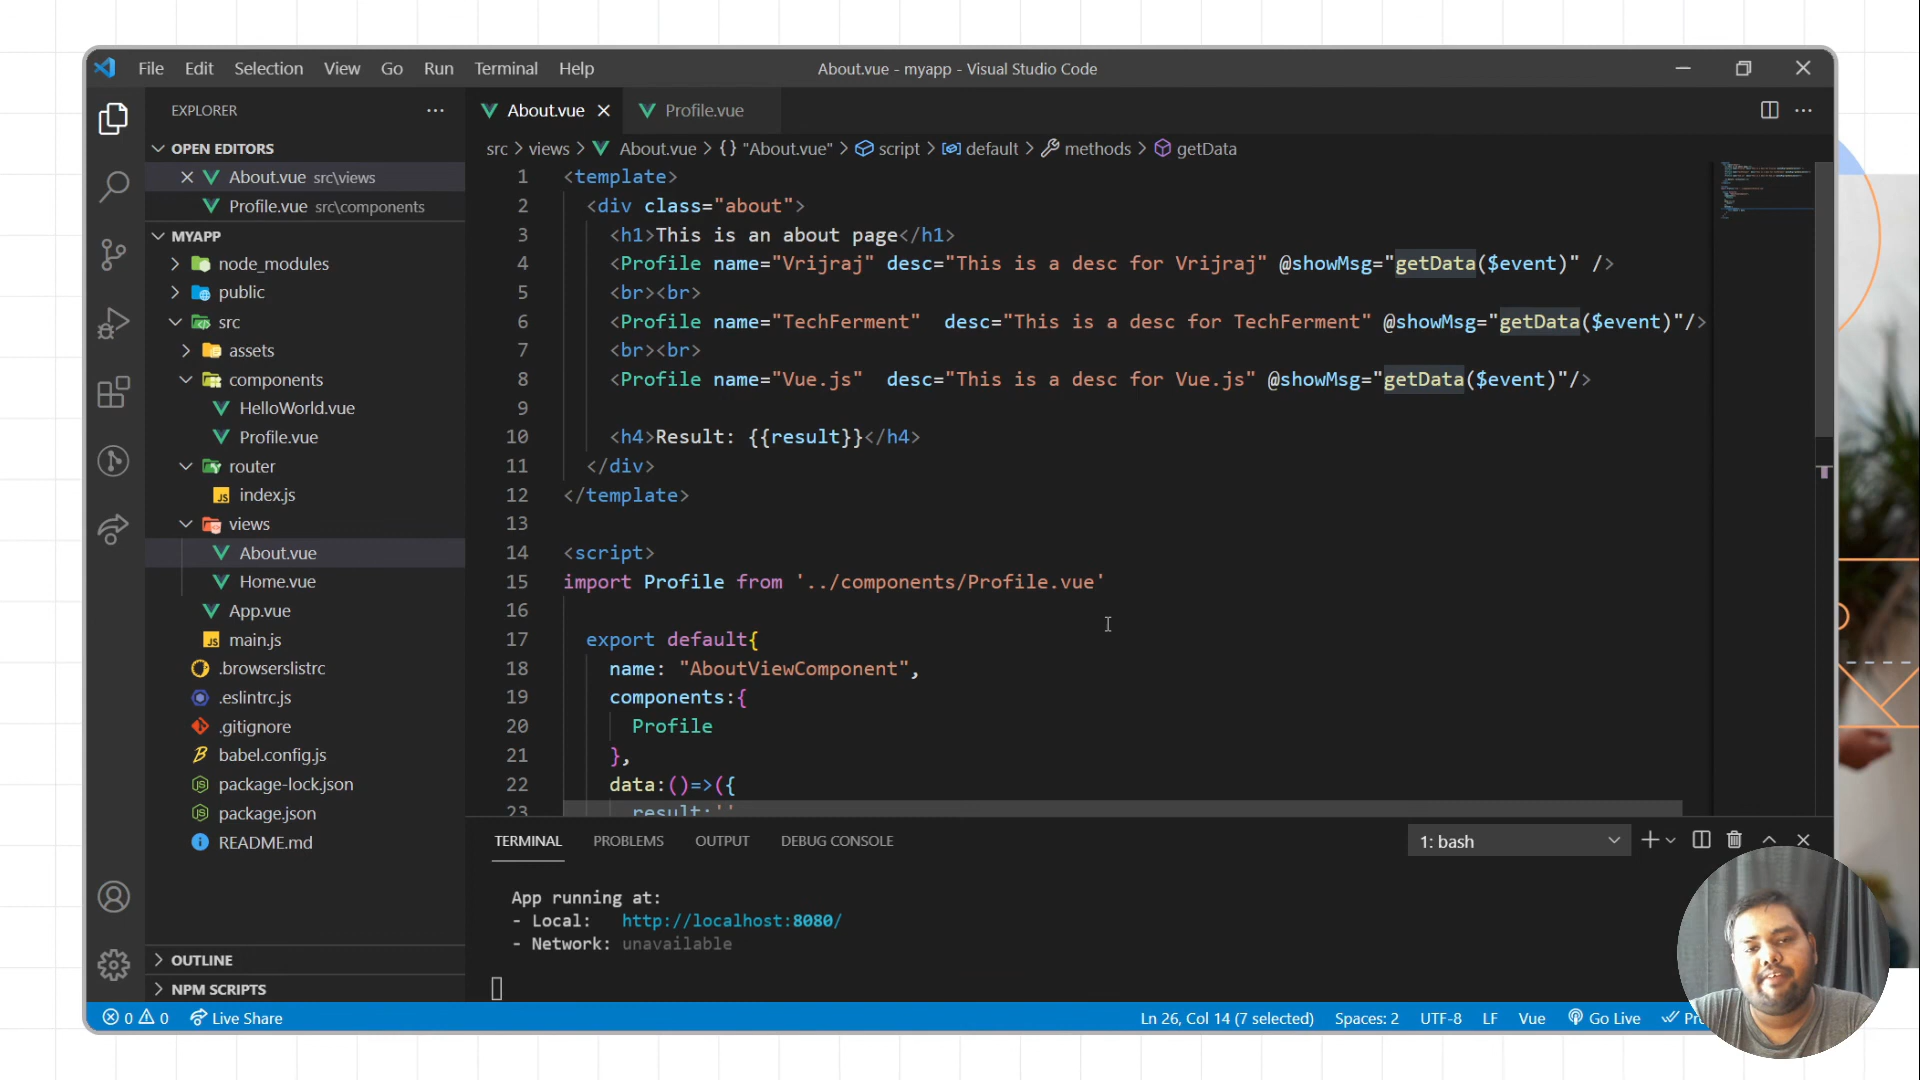 File Edit Selection View Go Run Terminal Help
About.vue - myapp - Visual Studio Code
EXPLORER
OPEN EDITORS
About.vue src\views
Profile.vue src\components
MYAPP
node_modules
public
src
assets
components
HelloWorld.vue
Profile.vue
router
JS index.js
views
About.vue
Home.vue
App.vue
JS main.js
.browserslistrc
.eslintrc.js
.gitignore
babel.config.js
package-lock.json
package.json
README.md
OUTLINE
NPM SCRIPTS
About.vue
Profile.vue
src > views > About.vue > {} "About.vue" > script > default > methods > getData
1 <template>
2 <div class="about">
3 <h1>This is an about page</h1>
4 <Profile name="Vrijraj" desc="This is a desc for Vrijraj" @showMsg="getData($event)" />
5 <br><br>
6 <Profile name="TechFerment"  desc="This is a desc for TechFerment" @showMsg="getData($event)"/>
7 <br><br>
8 <Profile name="Vue.js"  desc="This is a desc for Vue.js" @showMsg="getData($event)"/>
9
10 <h4>Result: {{result}}</h4>
11 </div>
12 </template>
13
14 <script>
15 import Profile from '../components/Profile.vue'
16
17 export default{
18 name: "AboutViewComponent",
19 components:{
20 Profile
21 },
22 data:()=>({
23 result:''
TERMINAL PROBLEMS OUTPUT DEBUG CONSOLE
1: bash
App running at:
- Local: http://localhost:8080/
- Network: unavailable
0 0 Live Share
Ln 26, Col 14 (7 selected) Spaces: 2 UTF-8 LF Vue Go Live